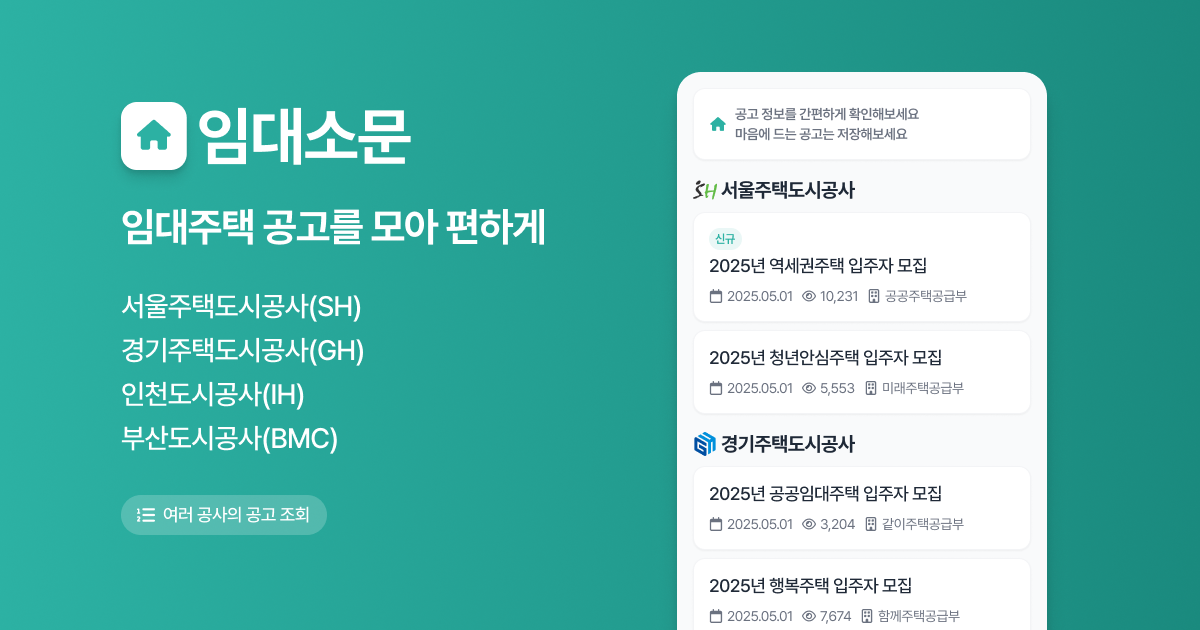 임대소문
임대주택 공고를 모아 편하게
서울주택도시공사(SH)
경기주택도시공사(GH)
인천도시공사(IH)
부산도시공사(BMC)
여러 공사의 공고 조회
공고 정보를 간편하게 확인해보세요
마음에 드는 공고는 저장해보세요
SH 서울주택도시공사
신규
2025년 역세권주택 입주자 모집
2025.05.01 10,231 공공주택공급부
2025년 청년안심주택 입주자 모집
2025.05.01 5,553 미래주택공급부
경기주택도시공사
2025년 공공임대주택 입주자 모집
2025.05.01 3,204 같이주택공급부
2025년 행복주택 입주자 모집
2025.05.01 7,674 함께주택공급부